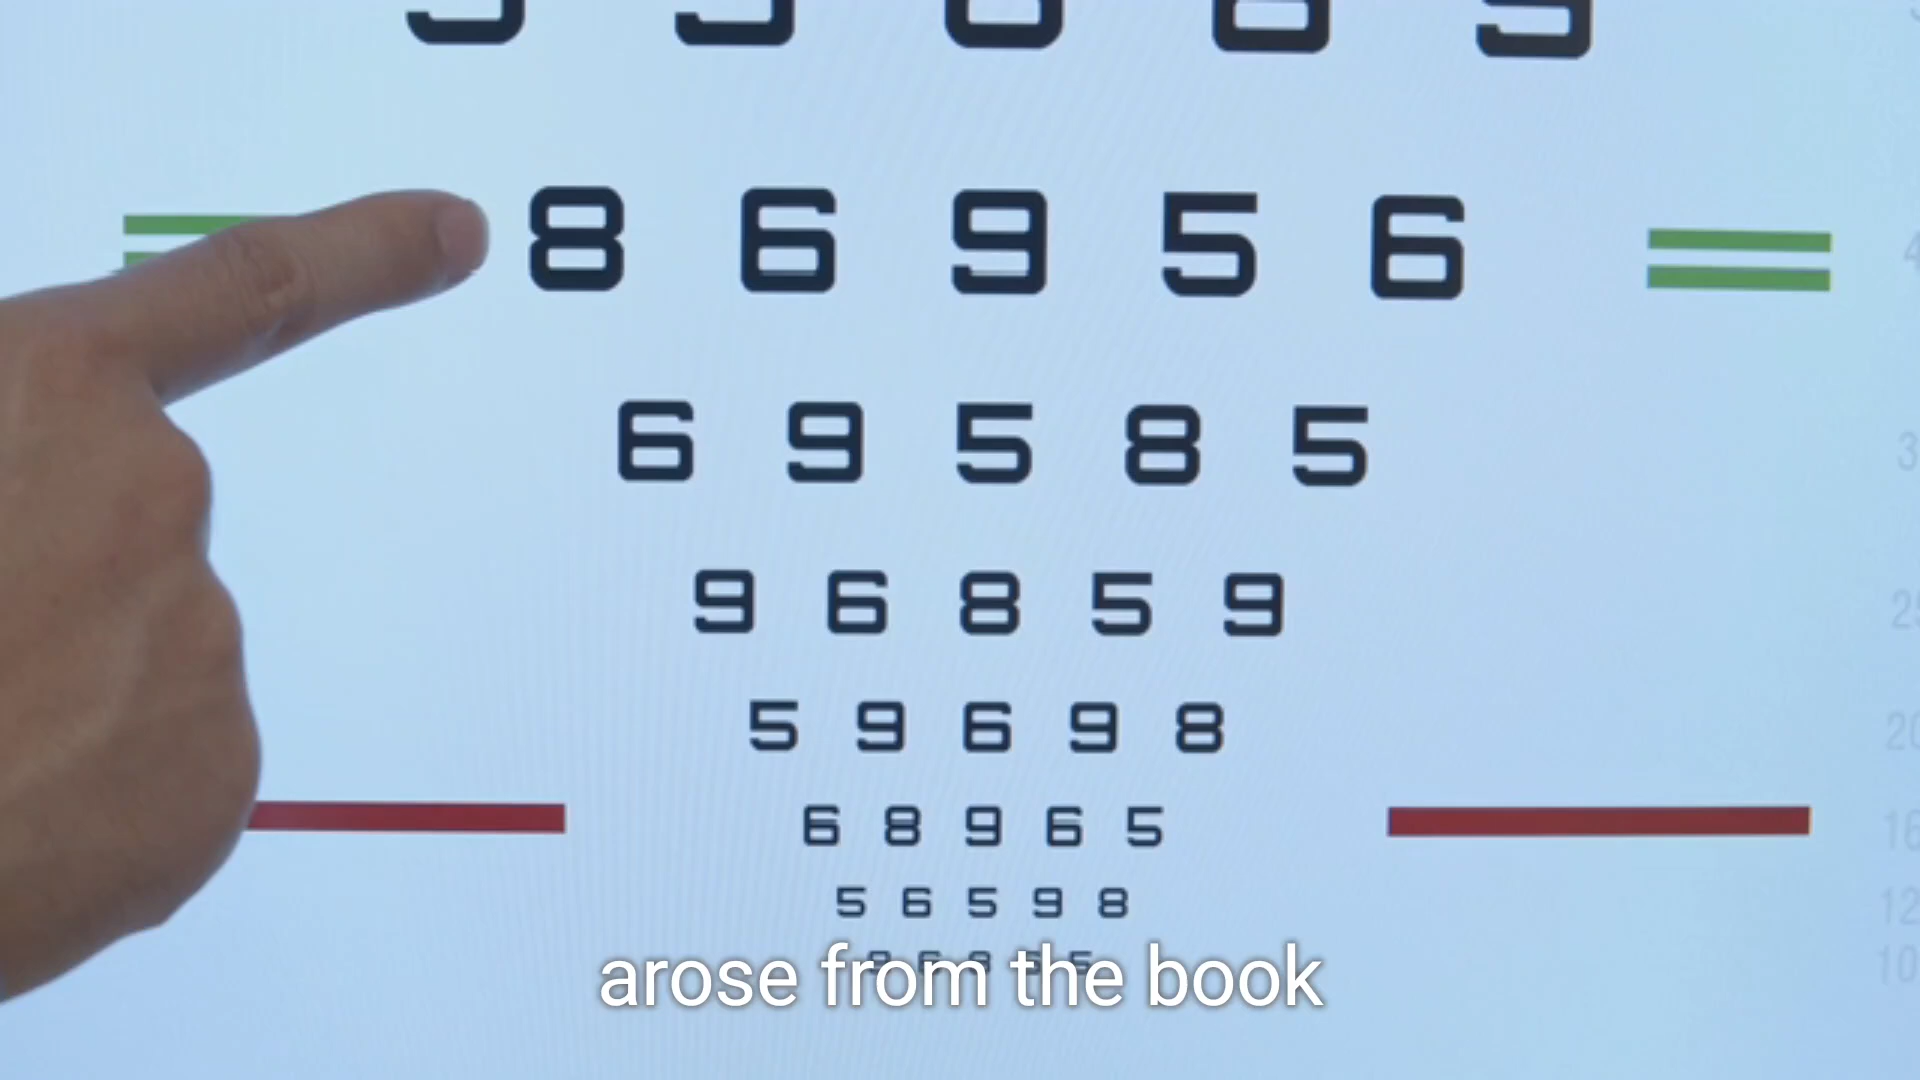 8 6 9 5 6
6 9 5 8 5
9 6 8 5 9
5 9 6 9 8
6 8 9 6 5
5 6 5 9 8
arose from the book